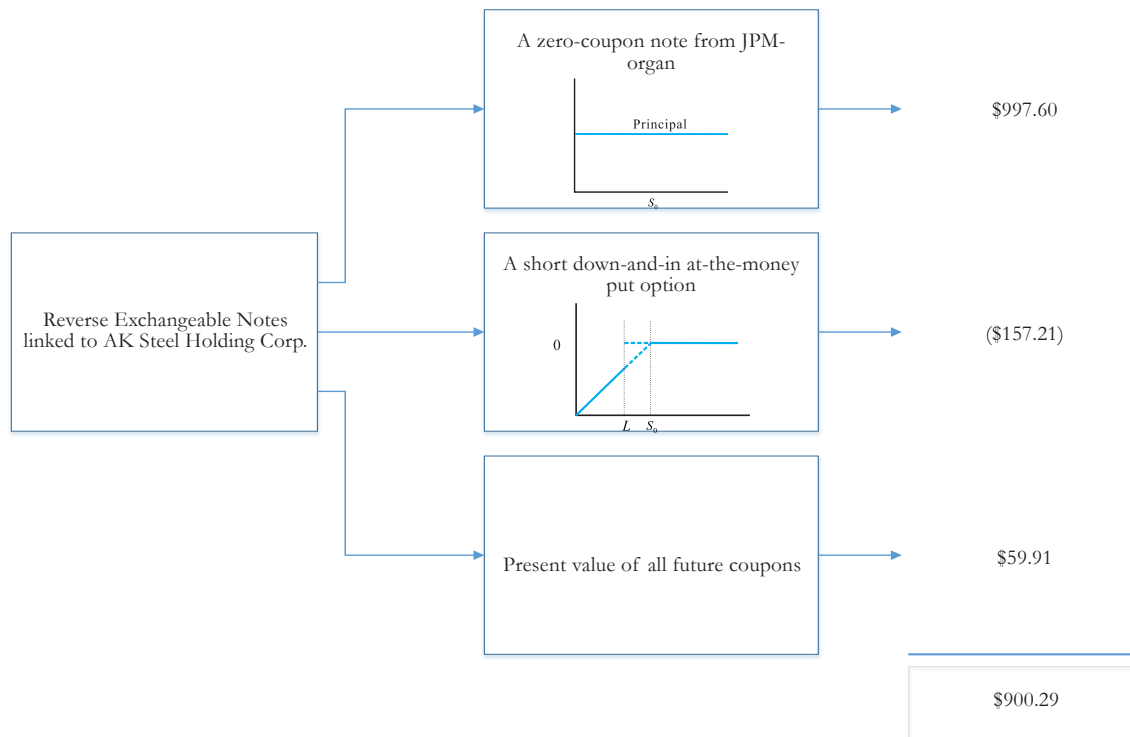 A zero-coupon note from JPM-
organ
Principal
S₀
$997.60
Reverse Exchangeable Notes
linked to AK Steel Holding Corp.
A short down-and-in at-the-money
put option
0
L S₀
($157.21)
Present value of all future coupons
$59.91
$900.29